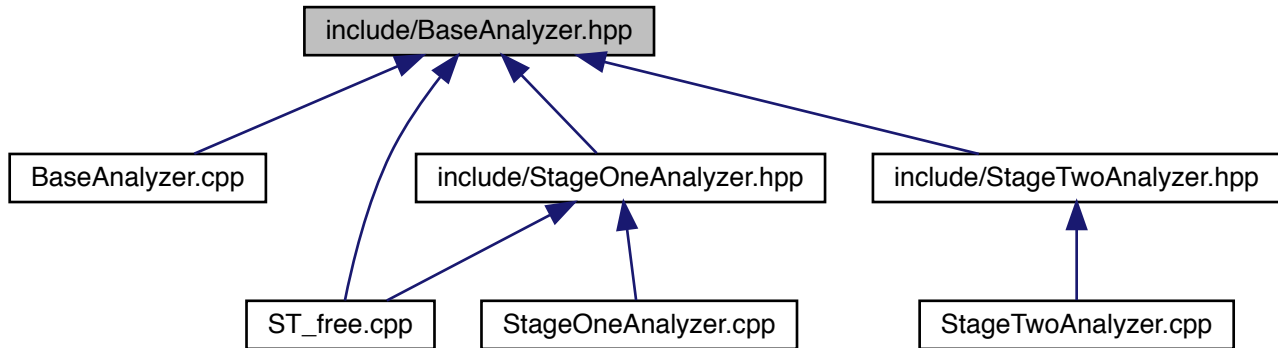 include/BaseAnalyzer.hpp
BaseAnalyzer.cpp
include/StageOneAnalyzer.hpp
include/StageTwoAnalyzer.hpp
ST_free.cpp
StageOneAnalyzer.cpp
StageTwoAnalyzer.cpp